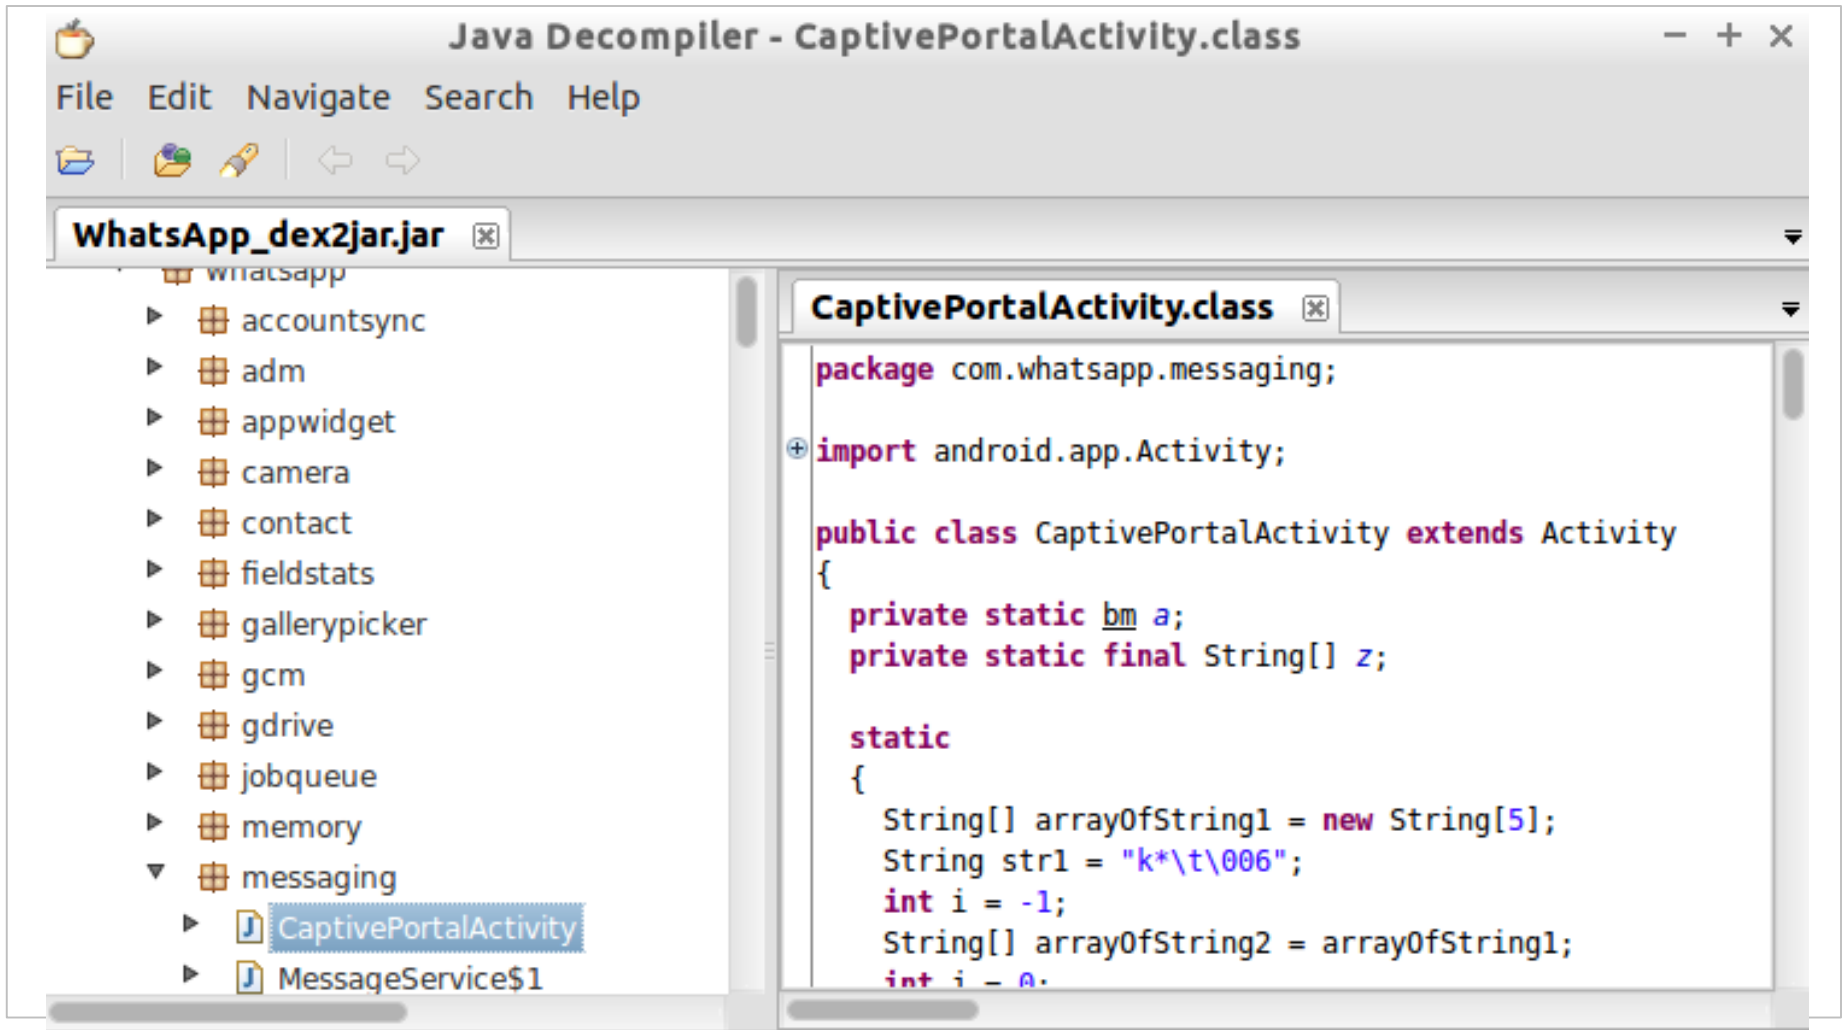 Java Decompiler - CaptivePortalActivity.class
File Edit Navigate Search Help
WhatsApp_dex2jar.jar
whatsapp
accountsync
adm
appwidget
camera
contact
fieldstats
gallerypicker
gcm
gdrive
jobqueue
memory
messaging
CaptivePortalActivity
MessageService$1
CaptivePortalActivity.class
package com.whatsapp.messaging;
import android.app.Activity;
public class CaptivePortalActivity extends Activity
{
private static bm a;
private static final String[] z;
static
{
String[] arrayOfString1 = new String[5];
String str1 = "k*\t\006";
int i = -1;
String[] arrayOfString2 = arrayOfString1;
int j = 0;